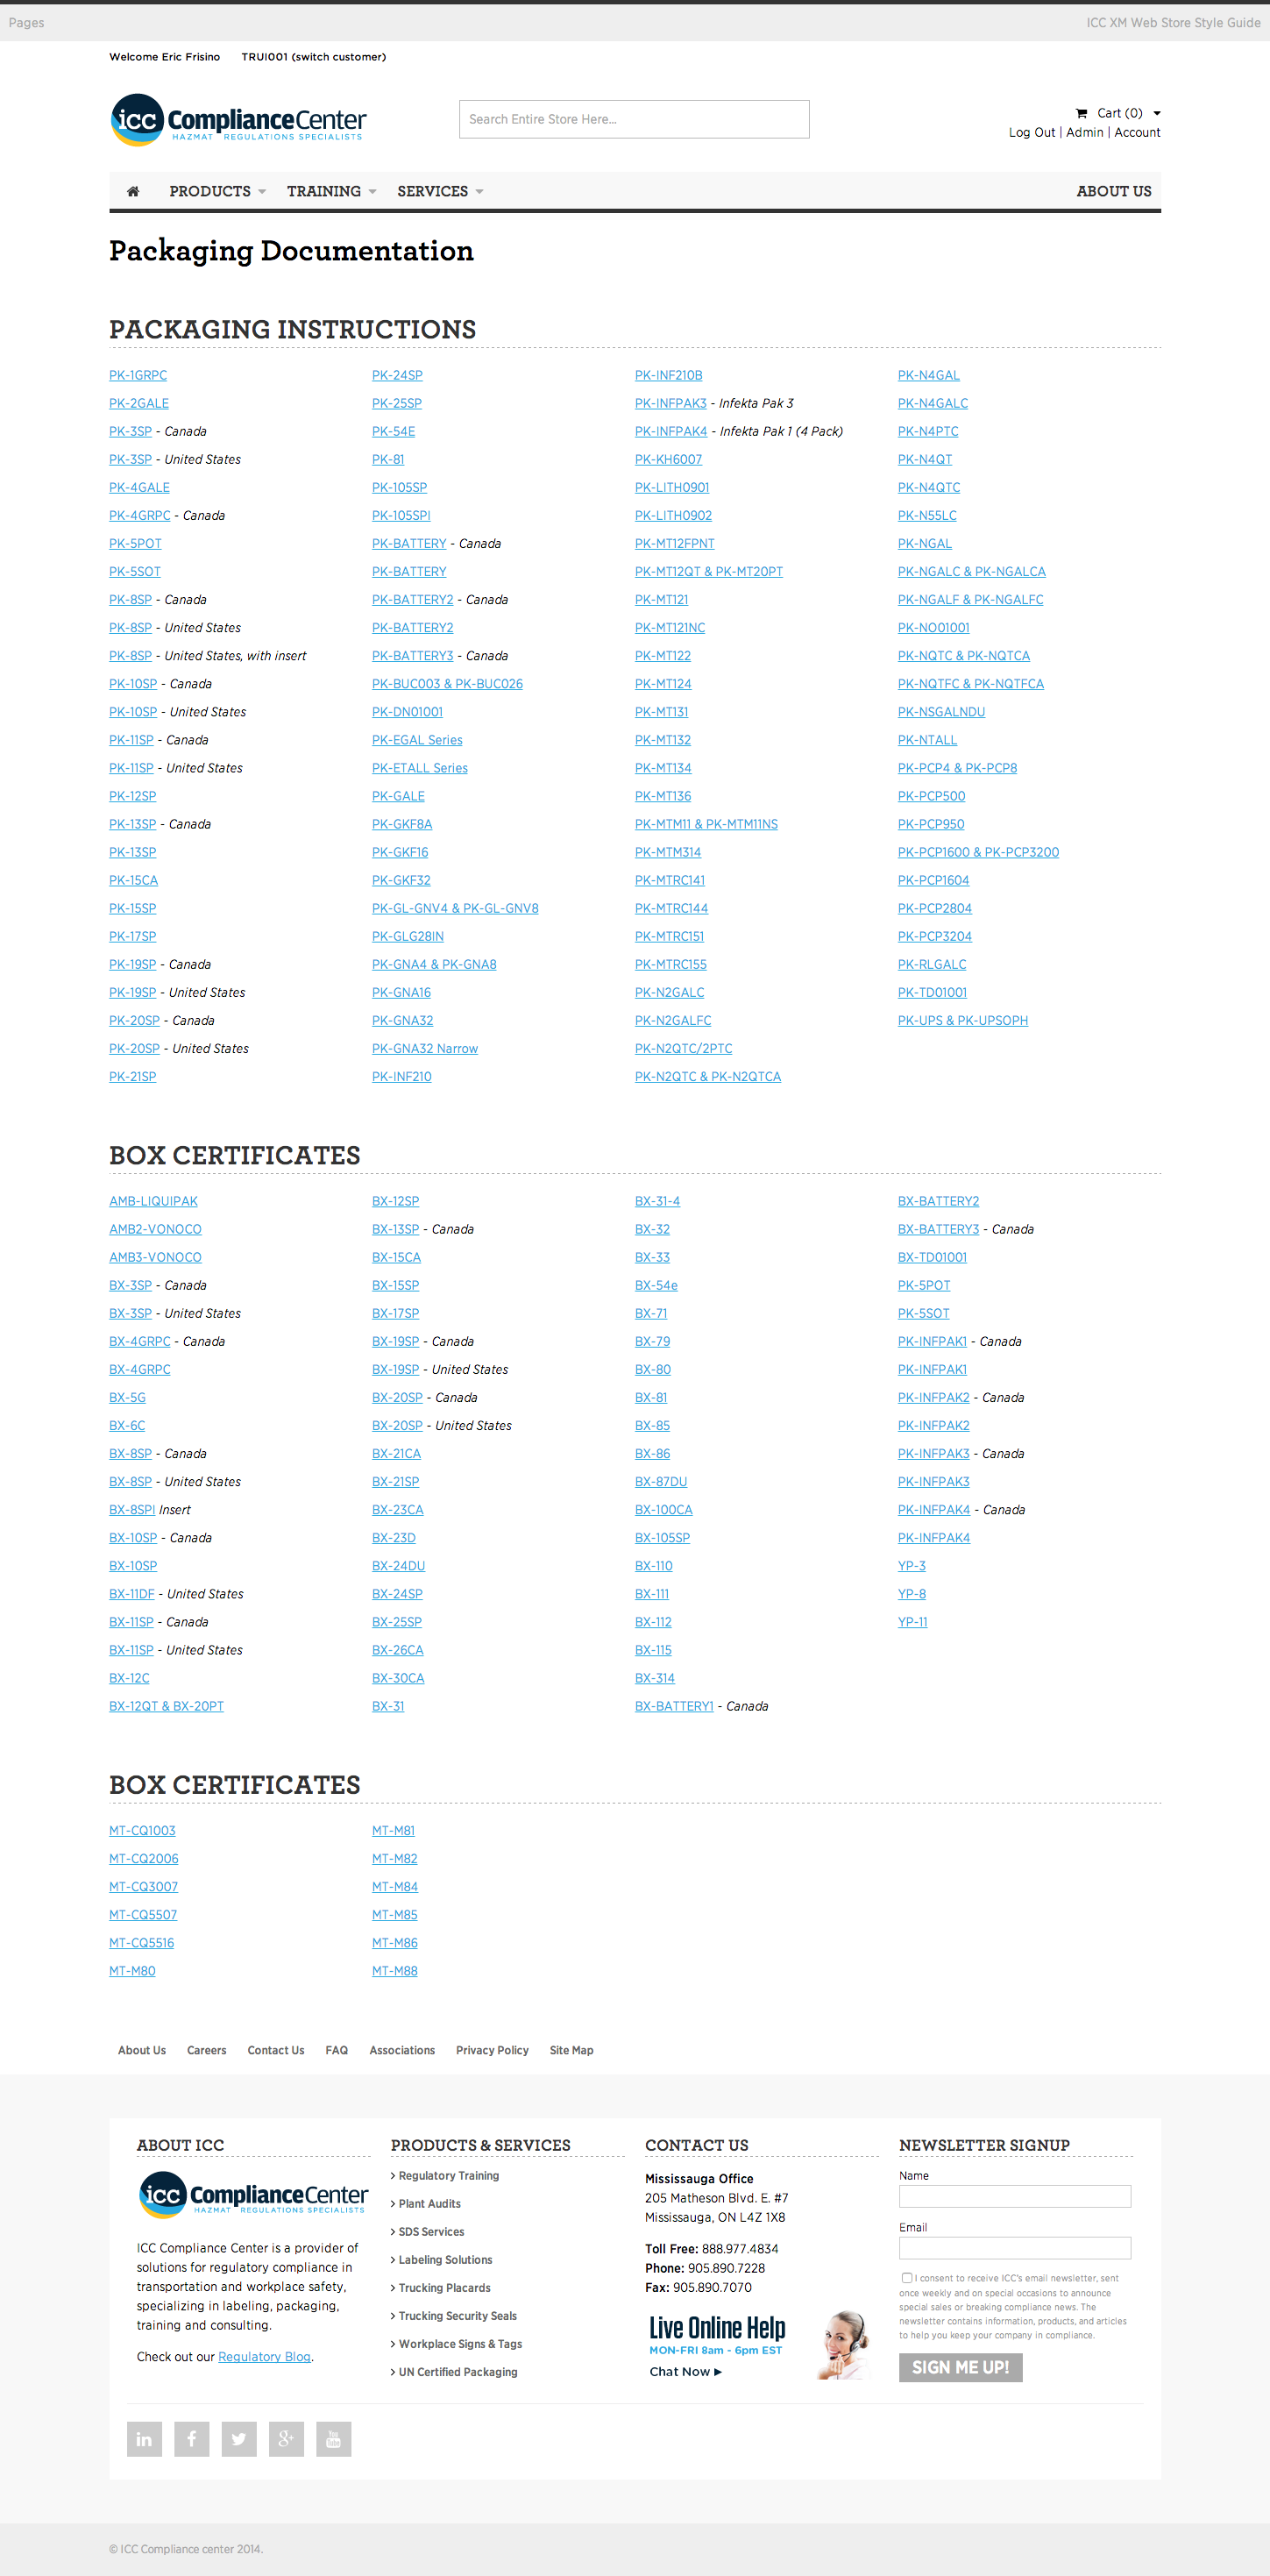 Pages
ICC XM Web Store Style Guide
Welcome Eric Frisino
TRUI001 (switch customer)
icc ComplianceCenter
HAZMAT REGULATIONS SPECIALISTS
Search Entire Store Here...
Cart (0)
Log Out | Admin | Account
PRODUCTS
TRAINING
SERVICES
ABOUT US
Packaging Documentation
PACKAGING INSTRUCTIONS
PK-1GRPC
PK-2GALE
PK-3SP - Canada
PK-3SP - United States
PK-4GALE
PK-4GRPC - Canada
PK-5POT
PK-5SOT
PK-8SP - Canada
PK-8SP - United States
PK-8SP - United States, with insert
PK-10SP - Canada
PK-10SP - United States
PK-11SP - Canada
PK-11SP - United States
PK-12SP
PK-13SP - Canada
PK-13SP
PK-15CA
PK-15SP
PK-17SP
PK-19SP - Canada
PK-19SP - United States
PK-20SP - Canada
PK-20SP - United States
PK-21SP
PK-24SP
PK-25SP
PK-54E
PK-81
PK-105SP
PK-105SPI
PK-BATTERY - Canada
PK-BATTERY
PK-BATTERY2 - Canada
PK-BATTERY2
PK-BATTERY3 - Canada
PK-BUC003 & PK-BUC026
PK-DN01001
PK-EGAL Series
PK-ETALL Series
PK-GALE
PK-GKF8A
PK-GKF16
PK-GKF32
PK-GL-GNV4 & PK-GL-GNV8
PK-GLG28IN
PK-GNA4 & PK-GNA8
PK-GNA16
PK-GNA32
PK-GNA32 Narrow
PK-INF210
PK-INF210B
PK-INFPAK3 - Infekta Pak 3
PK-INFPAK4 - Infekta Pak 1 (4 Pack)
PK-KH6007
PK-LITH0901
PK-LITH0902
PK-MT12FPNT
PK-MT12QT & PK-MT20PT
PK-MT121
PK-MT121NC
PK-MT122
PK-MT124
PK-MT131
PK-MT132
PK-MT134
PK-MT136
PK-MTM11 & PK-MTM11NS
PK-MTM314
PK-MTRC141
PK-MTRC144
PK-MTRC151
PK-MTRC155
PK-N2GALC
PK-N2GALFC
PK-N2QTC/2PTC
PK-N2QTC & PK-N2QTCA
PK-N4GAL
PK-N4GALC
PK-N4PTC
PK-N4QT
PK-N4QTC
PK-N55LC
PK-NGAL
PK-NGALC & PK-NGALCA
PK-NGALF & PK-NGALFC
PK-NO01001
PK-NQTC & PK-NQTCA
PK-NQTFC & PK-NQTFCA
PK-NSGALNDU
PK-NTALL
PK-PCP4 & PK-PCP8
PK-PCP500
PK-PCP950
PK-PCP1600 & PK-PCP3200
PK-PCP1604
PK-PCP2804
PK-PCP3204
PK-RLGALC
PK-TD01001
PK-UPS & PK-UPSOPH
BOX CERTIFICATES
AMB-LIQUIPAK
AMB2-VONOCO
AMB3-VONOCO
BX-3SP - Canada
BX-3SP - United States
BX-4GRPC - Canada
BX-4GRPC
BX-5G
BX-6C
BX-8SP - Canada
BX-8SP - United States
BX-8SPI Insert
BX-10SP - Canada
BX-10SP
BX-11DF - United States
BX-11SP - Canada
BX-11SP - United States
BX-12C
BX-12QT & BX-20PT
BX-12SP
BX-13SP - Canada
BX-15CA
BX-15SP
BX-17SP
BX-19SP - Canada
BX-19SP - United States
BX-20SP - Canada
BX-20SP - United States
BX-21CA
BX-21SP
BX-23CA
BX-23D
BX-24DU
BX-24SP
BX-25SP
BX-26CA
BX-30CA
BX-31
BX-31-4
BX-32
BX-33
BX-54e
BX-71
BX-79
BX-80
BX-81
BX-85
BX-86
BX-87DU
BX-100CA
BX-105SP
BX-110
BX-111
BX-112
BX-115
BX-314
BX-BATTERY1 - Canada
BX-BATTERY2
BX-BATTERY3 - Canada
BX-TD01001
PK-5POT
PK-5SOT
PK-INFPAK1 - Canada
PK-INFPAK1
PK-INFPAK2 - Canada
PK-INFPAK2
PK-INFPAK3 - Canada
PK-INFPAK3
PK-INFPAK4 - Canada
PK-INFPAK4
YP-3
YP-8
YP-11
BOX CERTIFICATES
MT-CQ1003
MT-CQ2006
MT-CQ3007
MT-CQ5507
MT-CQ5516
MT-M80
MT-M81
MT-M82
MT-M84
MT-M85
MT-M86
MT-M88
About Us
Careers
Contact Us
FAQ
Associations
Privacy Policy
Site Map
ABOUT ICC
icc ComplianceCenter
HAZMAT REGULATIONS SPECIALISTS
ICC Compliance Center is a provider of
solutions for regulatory compliance in
transportation and workplace safety,
specializing in labeling, packaging,
training and consulting.
Check out our Regulatory Blog.
PRODUCTS & SERVICES
Regulatory Training
Plant Audits
SDS Services
Labeling Solutions
Trucking Placards
Trucking Security Seals
Workplace Signs & Tags
UN Certified Packaging
CONTACT US
Mississauga Office
205 Matheson Blvd. E. #7
Mississauga, ON L4Z 1X8
Toll Free: 888.977.4834
Phone: 905.890.7228
Fax: 905.890.7070
Live Online Help
MON-FRI 8am - 6pm EST
Chat Now
NEWSLETTER SIGNUP
Name
Email
I consent to receive ICC's email newsletter, sent
once weekly and on special occasions to announce
special sales or breaking compliance news. The
newsletter contains information, products, and articles
to help you keep your company in compliance.
SIGN ME UP!
in
f
g+
You Tube
© ICC Compliance center 2014.